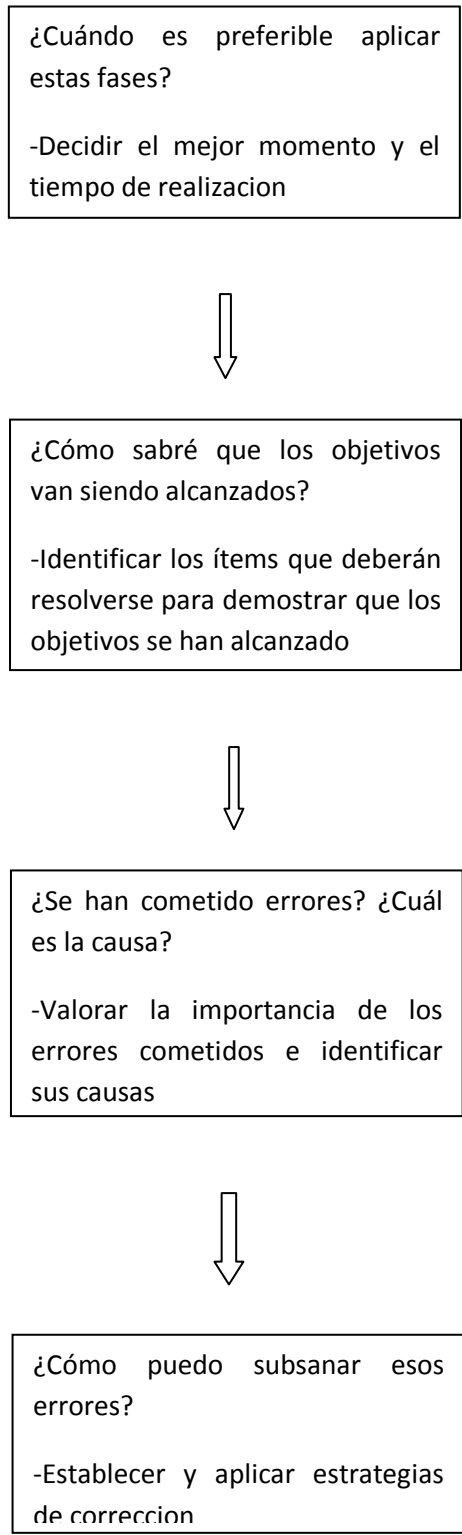 ¿Cuándo es preferible aplicar
estas fases?
-Decidir el mejor momento y el
tiempo de realizacion
¿Cómo sabré que los objetivos
van siendo alcanzados?
-Identificar los ítems que deberán
resolverse para demostrar que los
objetivos se han alcanzado
¿Se han cometido errores? ¿Cuál
es la causa?
-Valorar la importancia de los
errores cometidos e identificar
sus causas
¿Cómo puedo subsanar esos
errores?
-Establecer y aplicar estrategias
de correccion